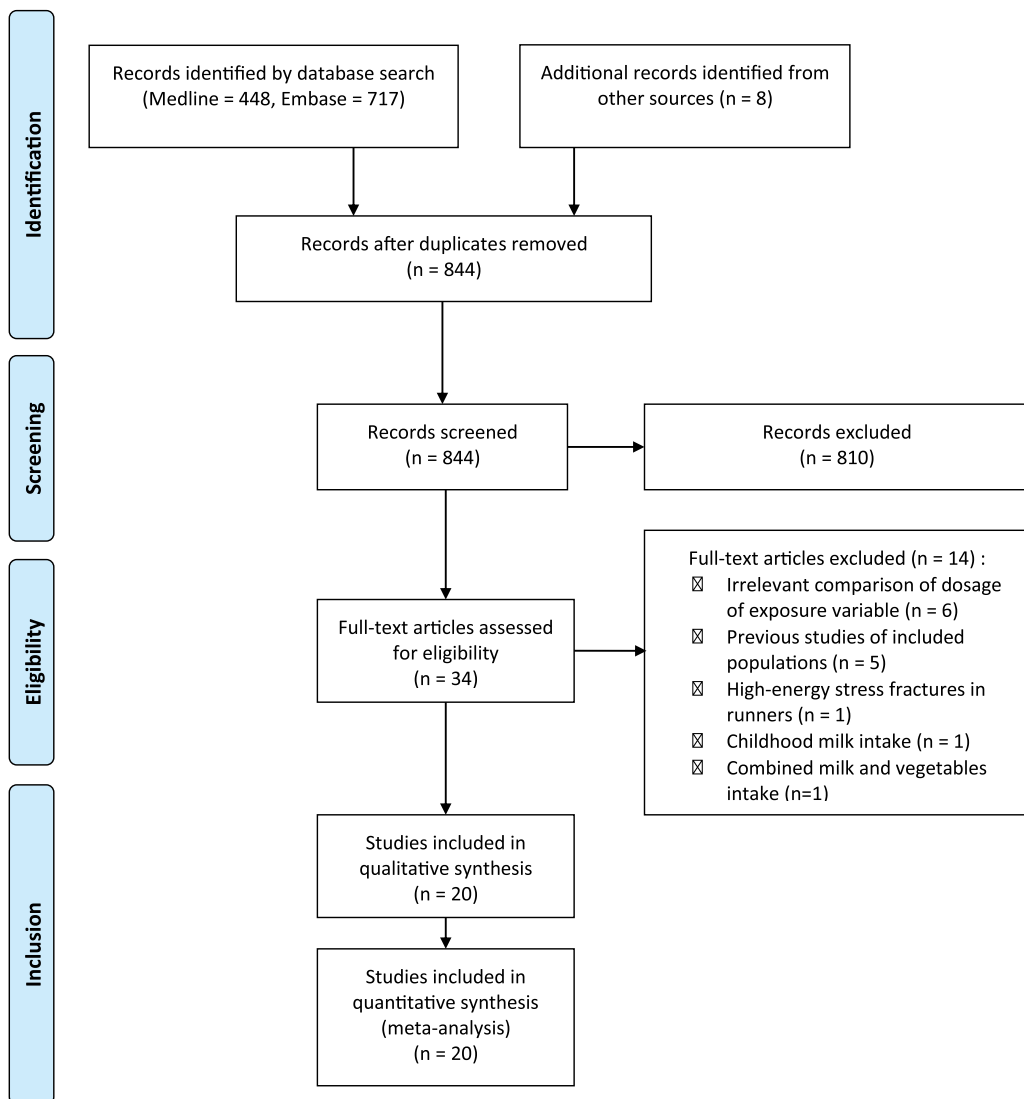 Identification
Records identified by database search
(Medline = 448, Embase = 717)
Additional records identified from
other sources (n = 8)
Records after duplicates removed
(n = 844)
Screening
Records screened
(n = 844)
Records excluded
(n = 810)
Eligibility
Full-text articles assessed
for eligibility
(n = 34)
Full-text articles excluded (n = 14) :
Irrelevant comparison of dosage
of exposure variable (n = 6)
Previous studies of included
populations (n = 5)
High-energy stress fractures in
runners (n = 1)
Childhood milk intake (n = 1)
Combined milk and vegetables
intake (n=1)
Inclusion
Studies included in
qualitative synthesis
(n = 20)
Studies included in
quantitative synthesis
(meta-analysis)
(n = 20)